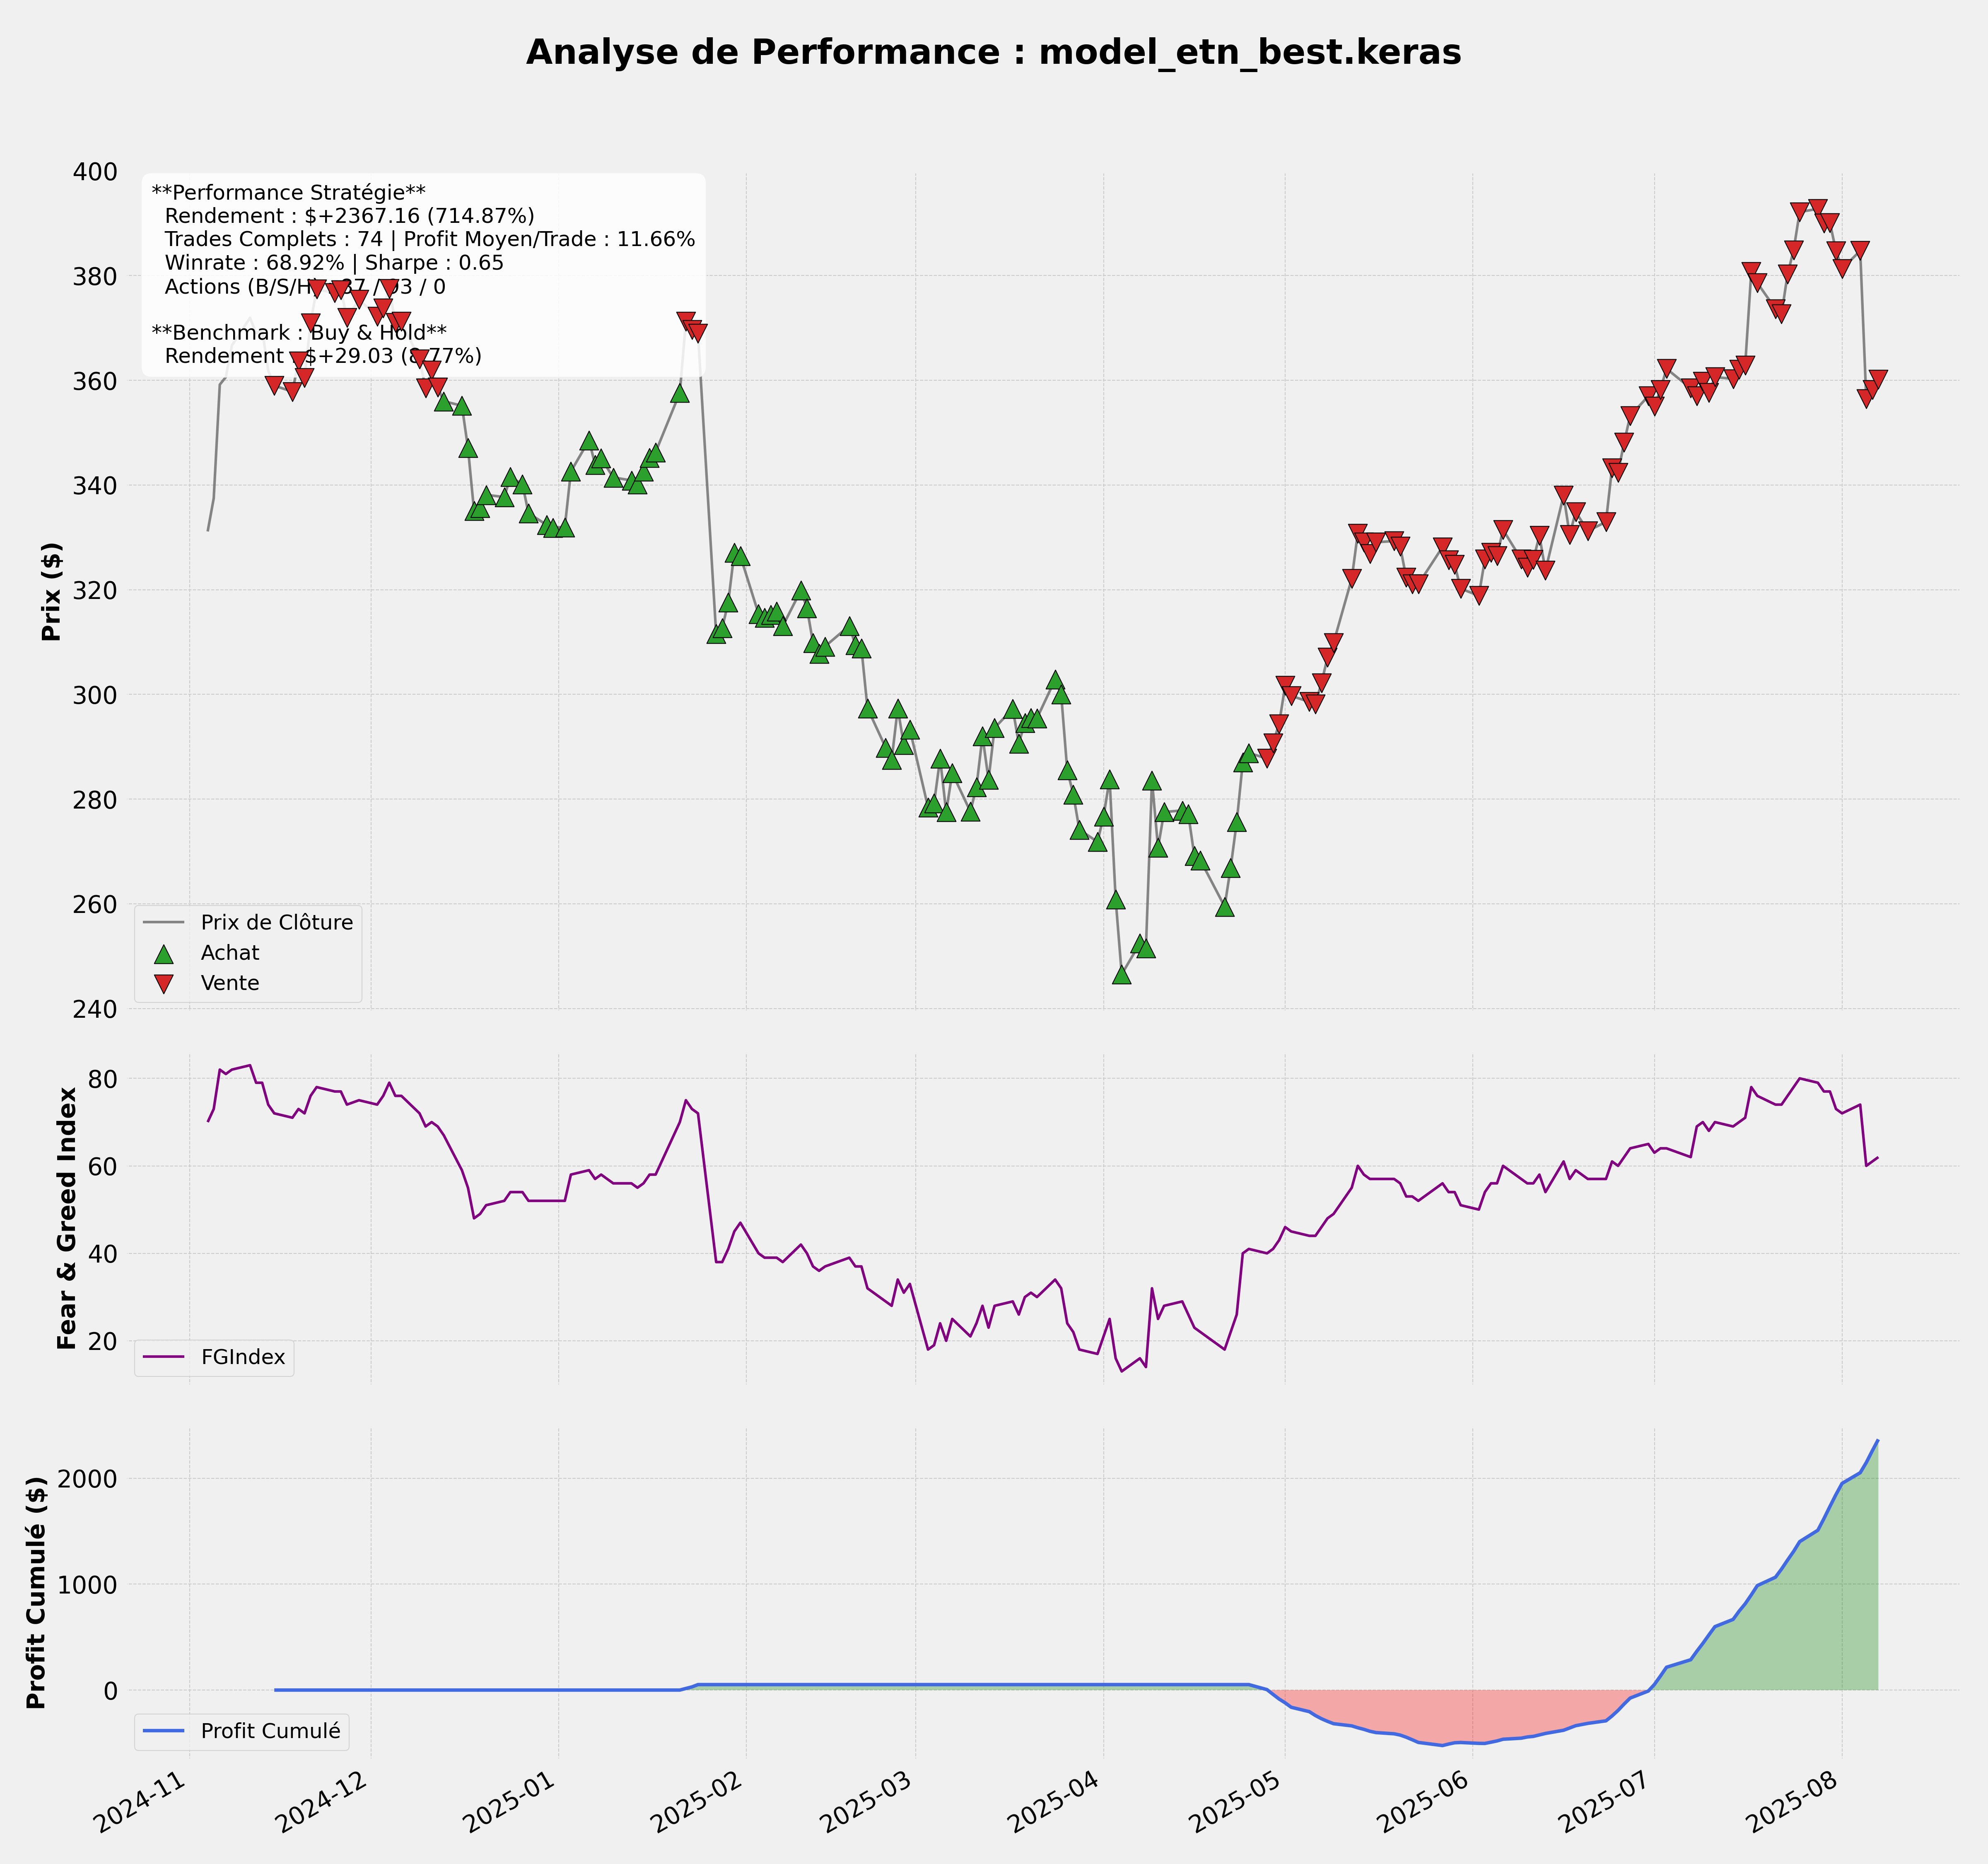 Analyse de Performance : model_etn_best.keras
**Performance Stratégie**
Rendement : $+2367.16 (714.87%)
Trades Complets : 74 | Profit Moyen/Trade : 11.66%
Winrate : 68.92% | Sharpe : 0.65
Actions (B/S/H) / 0
**Benchmark : Buy & Hold**
Rendement : $+29.03 (8.77%)
Prix ($)
400
380
360
340
320
300
280
260
240
Prix de Clôture
Achat
Vente
Fear & Greed Index
80
60
40
20
FGIndex
Profit Cumulé ($)
2000
1000
0
Profit Cumulé
2024-11
2024-12
2025-01
2025-02
2025-03
2025-04
2025-05
2025-06
2025-07
2025-08